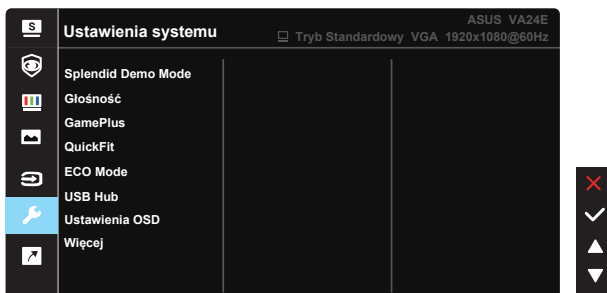 S
Ustawienia systemu
ASUS VA24E
Tryb Standardowy VGA 1920x1080@60Hz
Splendid Demo Mode
Głośność
GamePlus
QuickFit
ECO Mode
USB Hub
Ustawienia OSD
Więcej